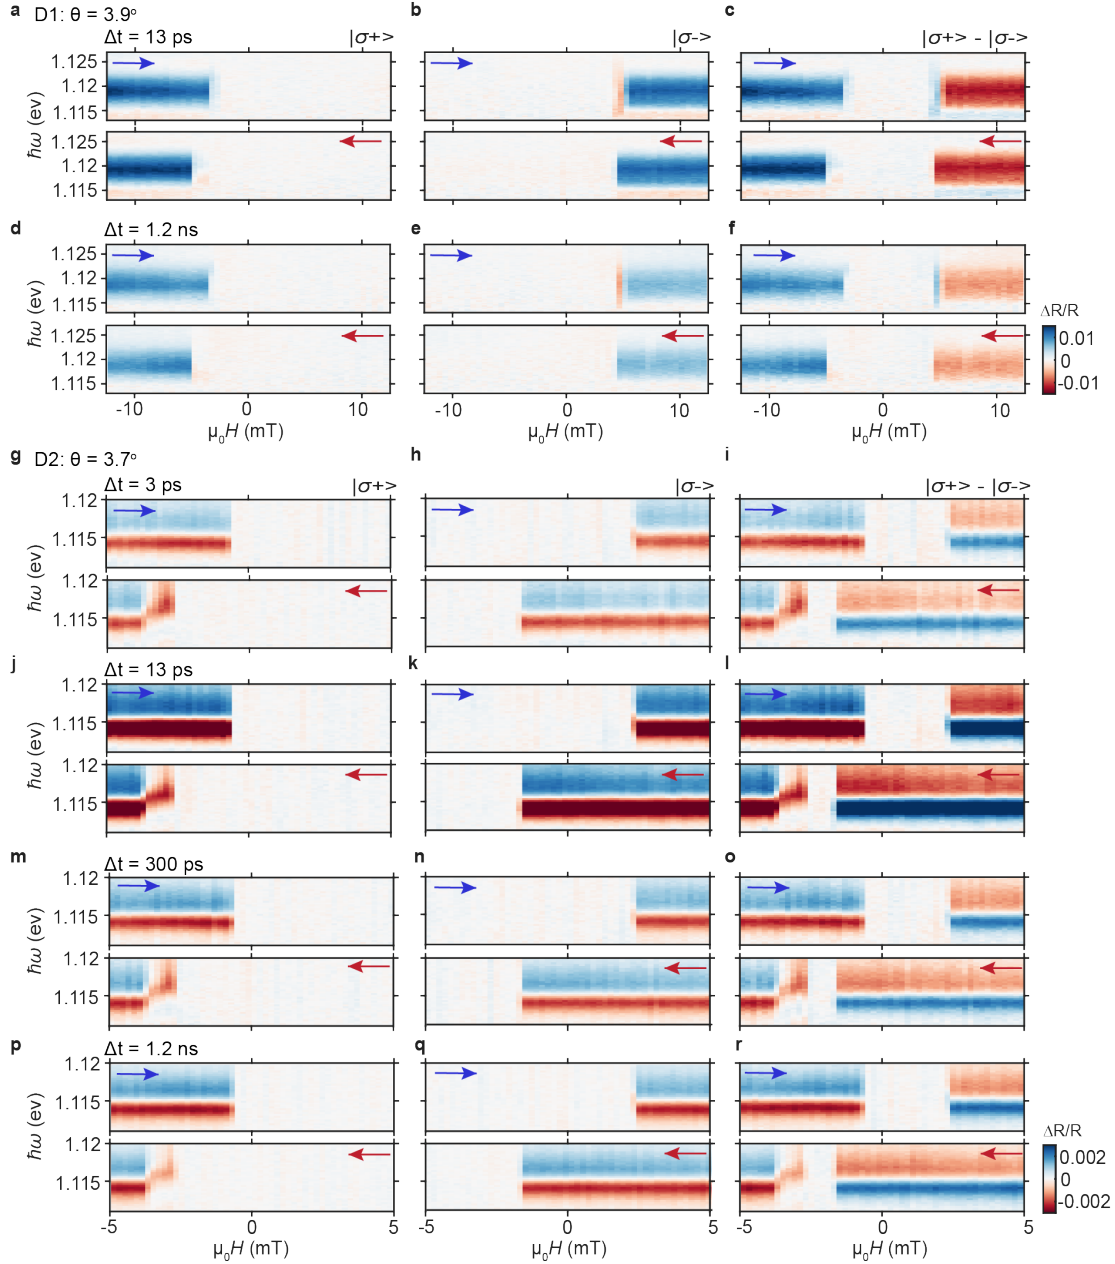 a D1: θ = 3.9° b c
Δt = 13 ps |σ+> |σ-> |σ+> - |σ->
1.125
1.12
1.115
ħω (ev)
1.125
1.12
1.115
d Δt = 1.2 ns e f
1.125
1.12
1.115
ħω (ev)
1.125
1.12
1.115
ħω (ev)
ΔR/R
0.01
0
-0.01
-10 0 10 -10 0 10 -10 0 10
μ0H (mT) μ0H (mT) μ0H (mT)
g D2: θ = 3.7° h i
Δt = 3 ps |σ+> |σ-> |σ+> - |σ->
1.12
1.115
ħω (ev)
1.12
1.115
j Δt = 13 ps k l
1.12
1.115
ħω (ev)
1.12
1.115
m Δt = 300 ps n o
1.12
1.115
ħω (ev)
1.12
1.115
p Δt = 1.2 ns q r
1.12
1.115
ħω (ev)
1.12
1.115
ΔR/R
0.002
0
-0.002
-5 0 5 -5 0 5 -5 0 5
μ0H (mT) μ0H (mT) μ0H (mT)